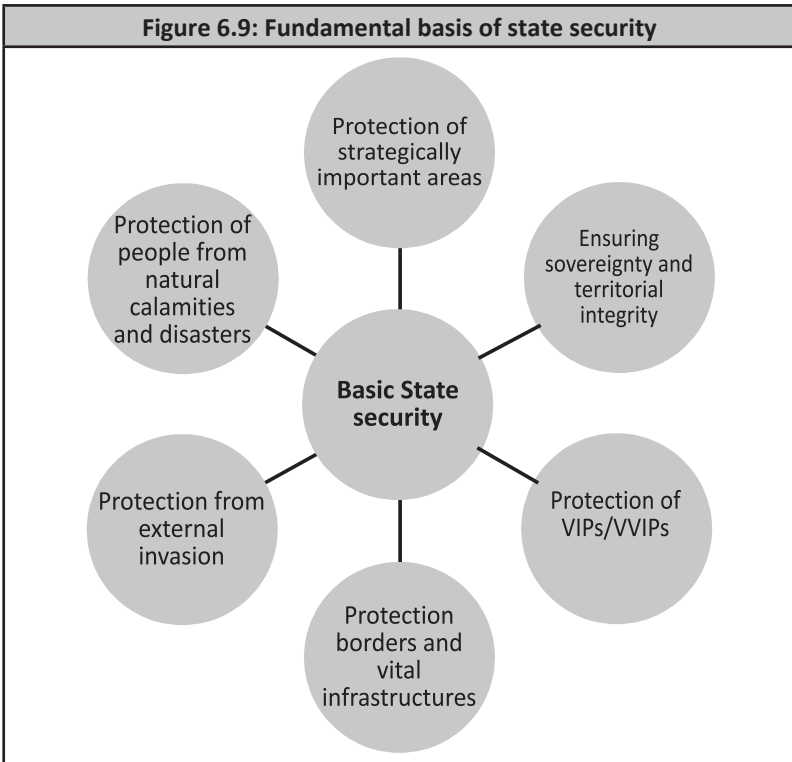 Figure 6.9: Fundamental basis of state security
Protection of
strategically
important areas
Ensuring
sovereignty and
territorial
integrity
Protection of
VIPs/VVIPs
Protection
borders and
vital
infrastructures
Protection from
external
invasion
Protection of
people from
natural
calamities
and disasters
Basic State
security